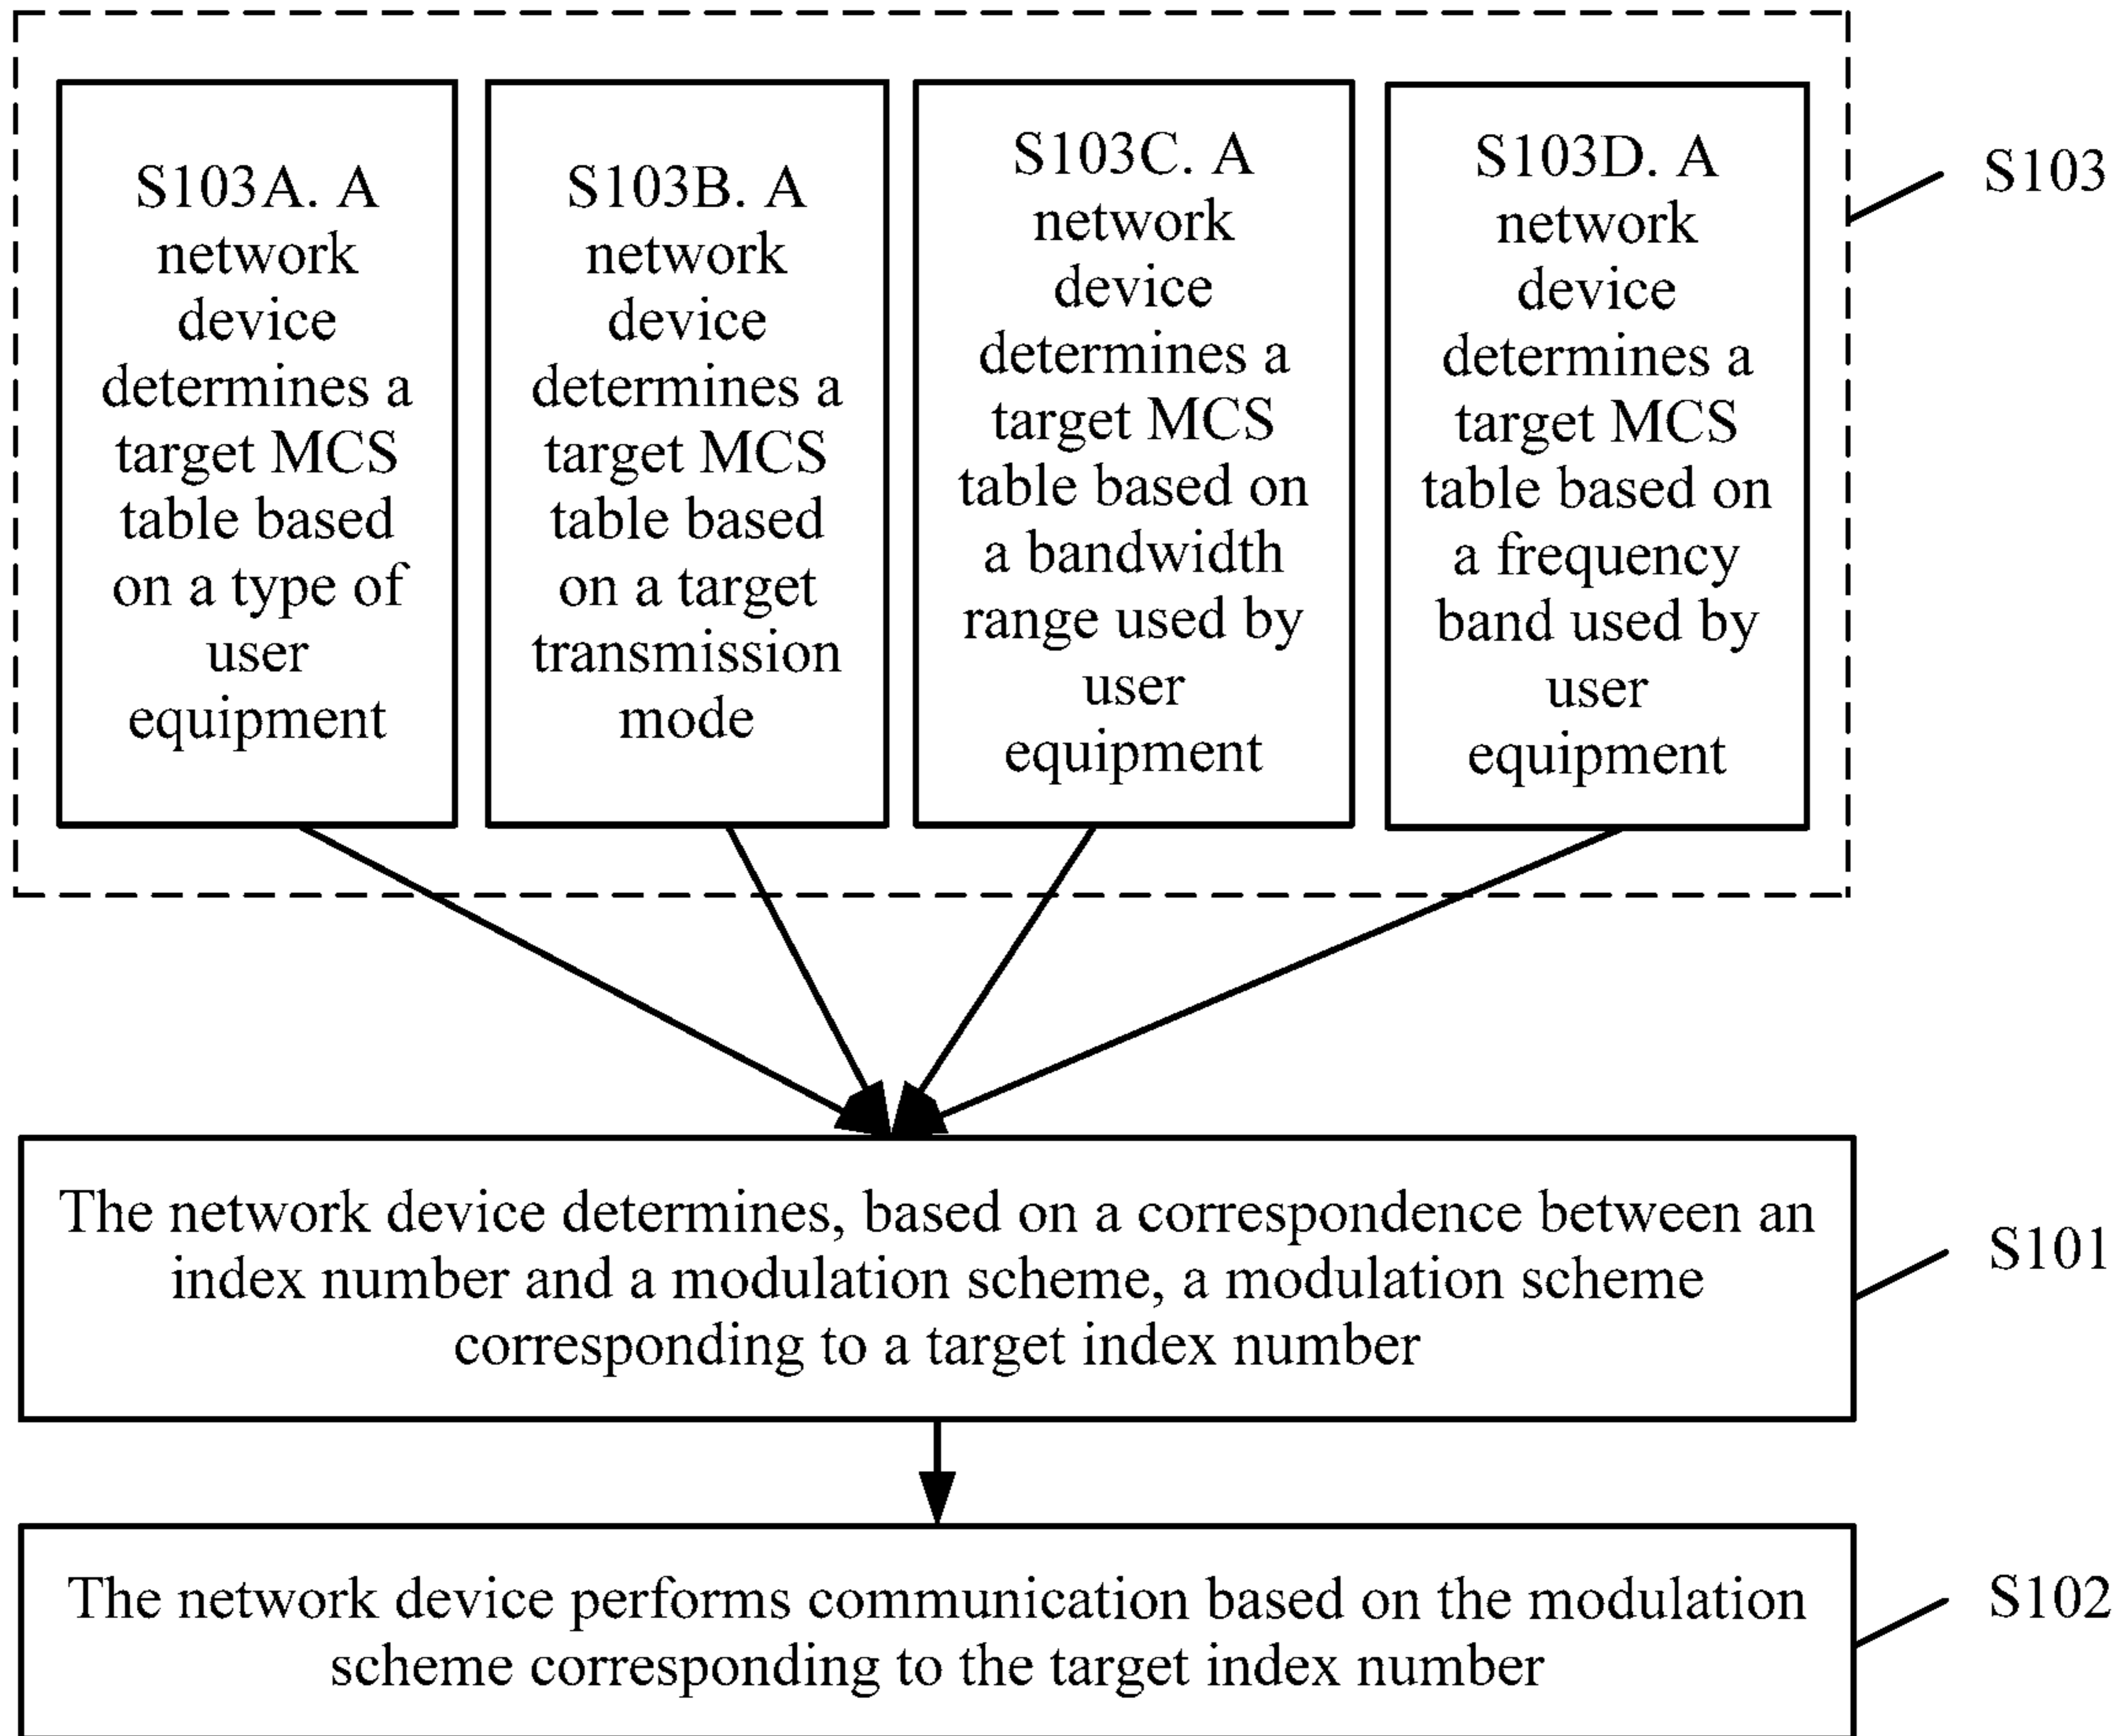 S103A. A
network
device
determines a
target MCS
table based
on a type of
user
equipment
S103B. A
network
device
determines a
target MCS
table based
on a target
transmission
mode
S103C. A
network
device
determines a
target MCS
table based on
a bandwidth
range used by
user
equipment
S103D. A
network
device
determines a
target MCS
table based on
a frequency
band used by
user
equipment
S103
The network device determines, based on a correspondence between an
index number and a modulation scheme, a modulation scheme
corresponding to a target index number
S101
The network device performs communication based on the modulation
scheme corresponding to the target index number
S102